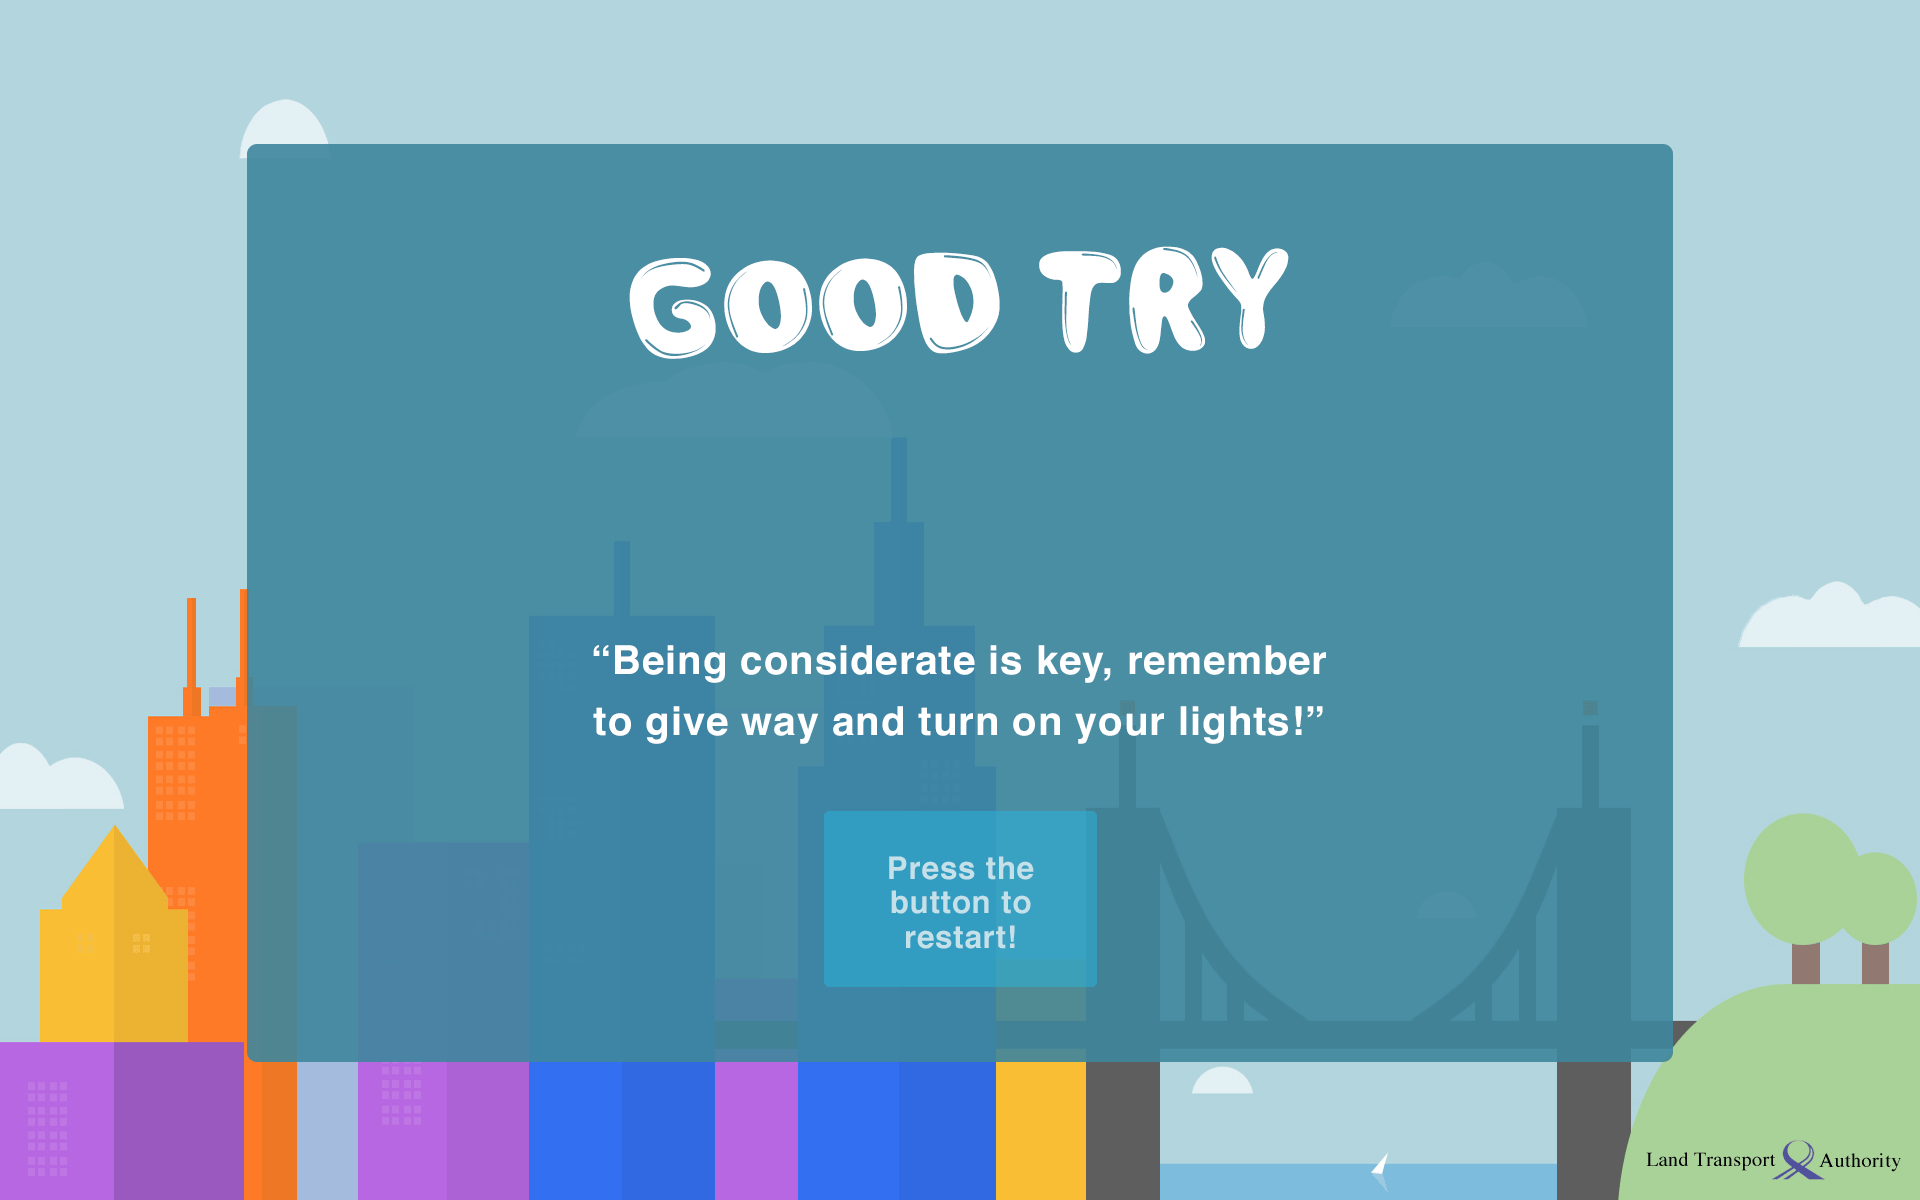 GOOD TRY
“Being considerate is key, remember
to give way and turn on your lights!”
Press the
button to
restart!
Land Transport Authority